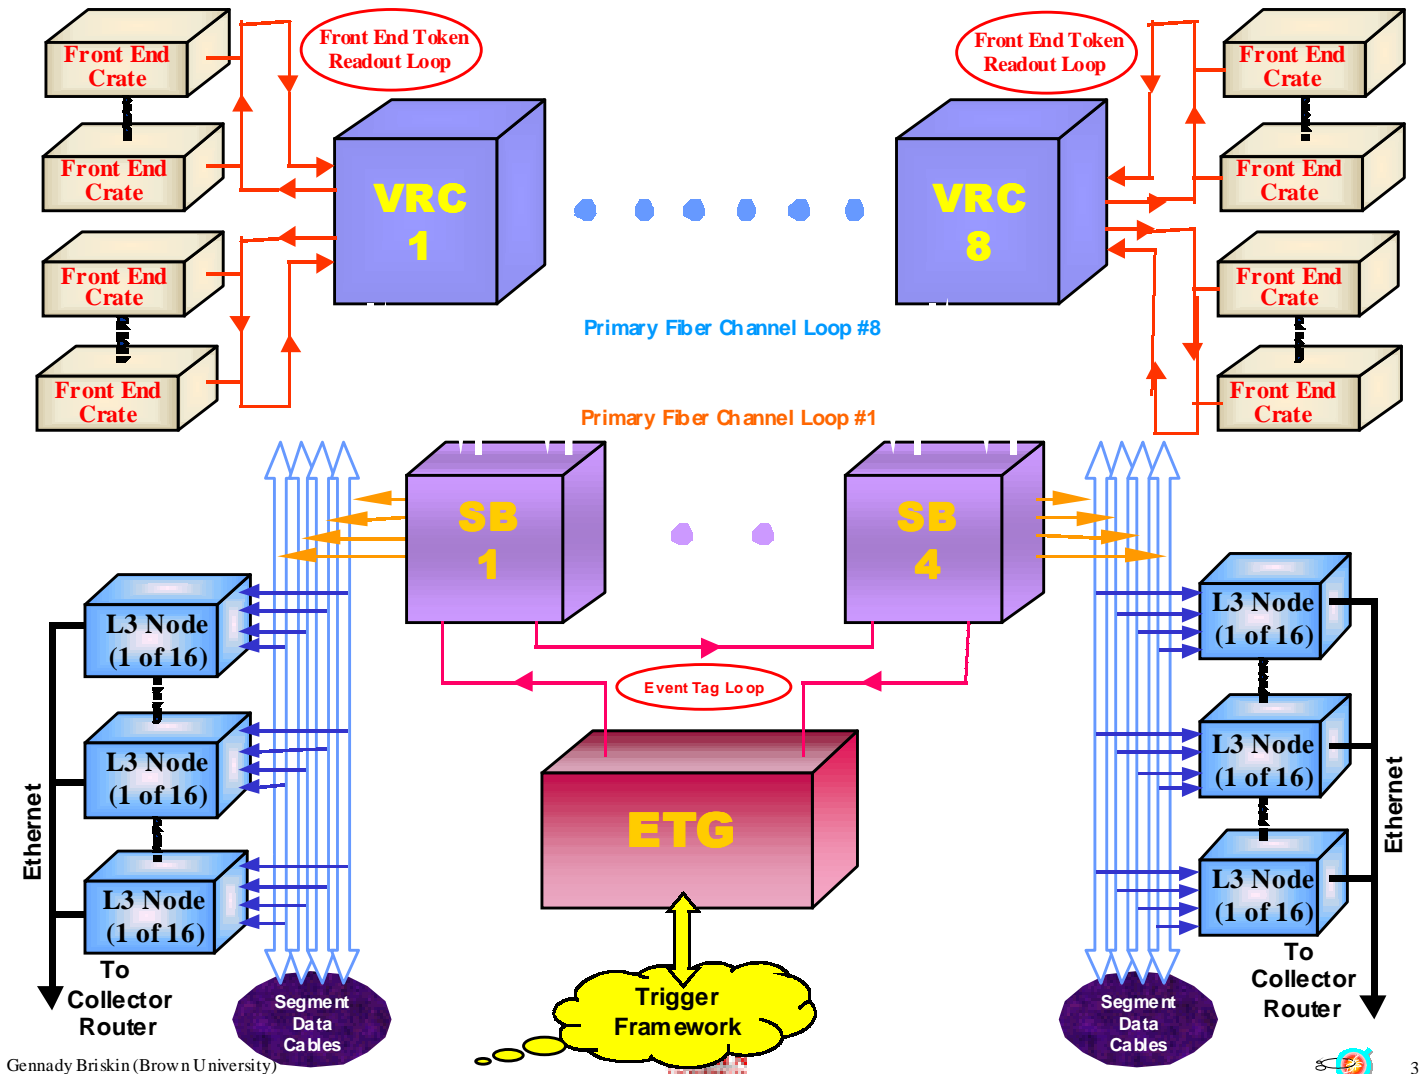 Front End Token
Readout Loop
Front End Token
Readout Loop
Front End
Crate
Front End
Crate
Front End
Crate
Front End
Crate
VRC
1
VRC
8
Front End
Crate
Front End
Crate
Front End
Crate
Front End
Crate
Primary Fiber Channel Loop #8
Primary Fiber Channel Loop #1
SB
1
SB
4
L3 Node
(1 of 16)
L3 Node
(1 of 16)
L3 Node
(1 of 16)
Event Tag Loop
L3 Node
(1 of 16)
L3 Node
(1 of 16)
L3 Node
(1 of 16)
Ethernet
Ethernet
ETG
To
Collector
Router
To
Collector
Router
Segment
Data
Cables
Trigger
Framework
Segment
Data
Cables
Gennady Briskin (Brown University)
3